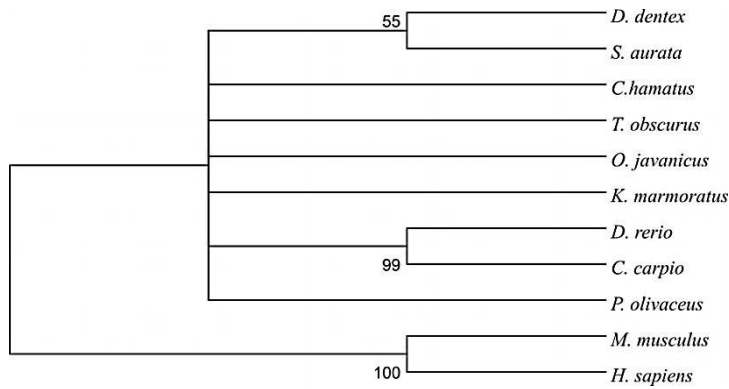 55
D. dentex
S. aurata
C.hamatus
T. obscurus
O. javanicus
K. marmoratus
D. rerio
99
C. carpio
P. olivaceus
M. musculus
100
H. sapiens